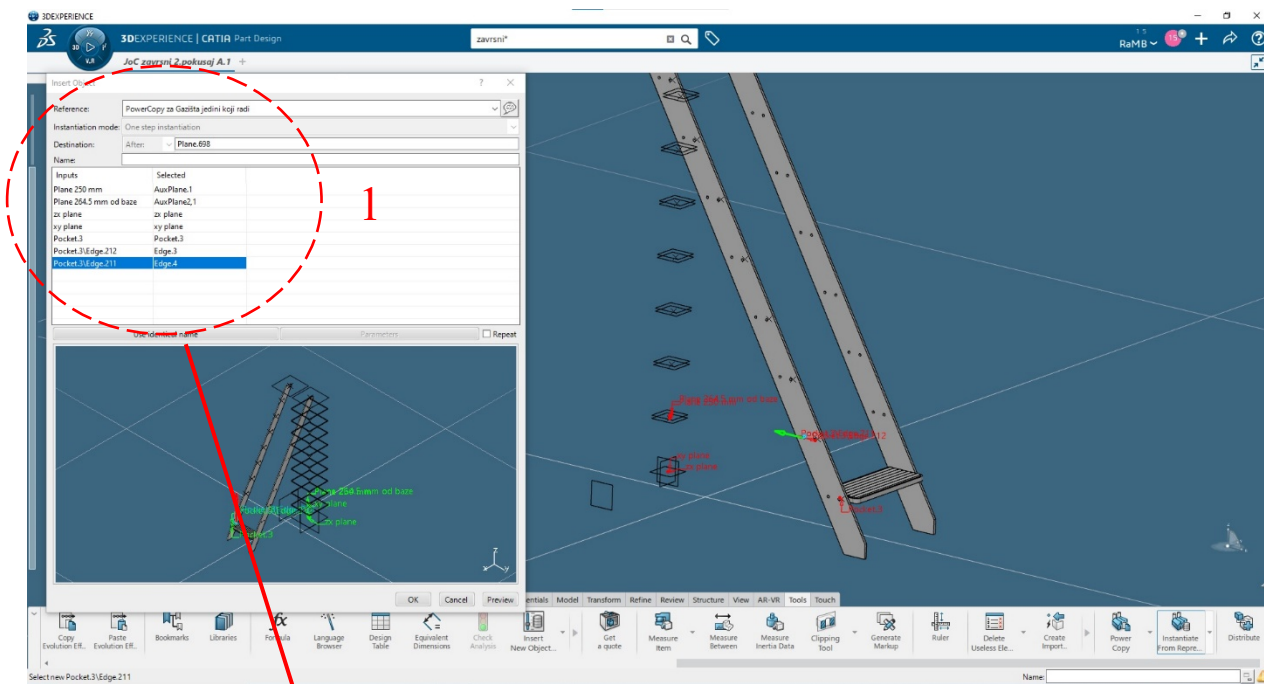 3DEXPERIENCE
3DEXPERIENCE | CATIA Part Design
zavrsni*
RaMB
JoC zavrsni 2.pokusaj A.1
Insert Object
Reference: PowerCopy za Gazišta jedini koji radi
Instantiation mode: One step instantiation
Destination: After: Plane.698
Name:
Inputs Selected
Plane 250 mm AuxPlane.1
Plane 264.5 mm od baze AuxPlane2,1
zx plane zx plane
xy plane xy plane
Pocket.3 Pocket.3
Pocket.3\Edge.212 Edge.3
Pocket.3\Edge.211 Edge.4
1
Use identical name Parameters Repeat
zx plane
Pocket.3
OK Cancel Preview
Model Transform Refine Review Structure View AR-VR Tools Touch
Copy Evolution Eff.. Paste Evolution Eff.. Bookmarks Libraries Formula Language Browser Design Table Equivalent Dimensions Check Analysis Insert New Object... Get a quote Measure Item Measure Between Measure Inertia Data Clipping Tool Generate Markup Ruler Delete Useless Ele... Create Import.. Power Copy Instantiate From Repre... Distribute
Select new Pocket.3\Edge.211
Name: